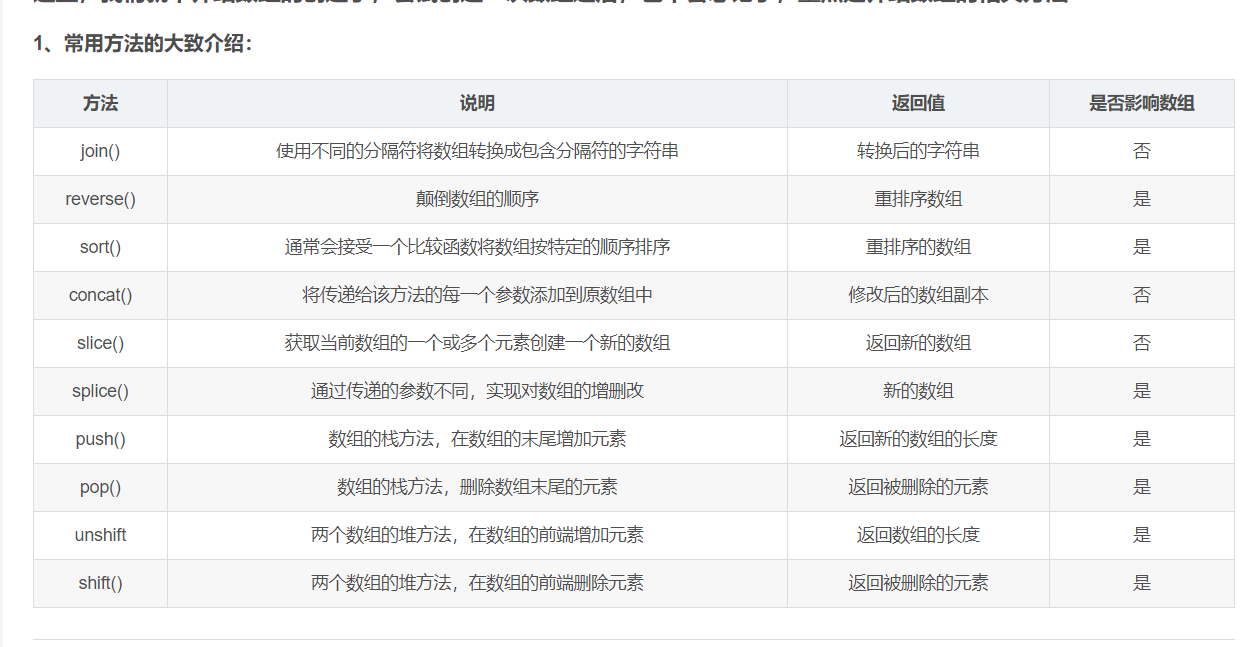 1、常用方法的大致介绍：
方法 说明 返回值 是否影响数组
join() 使用不同的分隔符将数组转换成包含分隔符的字符串 转换后的字符串 否
reverse() 颠倒数组的顺序 重排序数组 是
sort() 通常会接受一个比较函数将数组按特定的顺序排序 重排序的数组 是
concat() 将传递给该方法的每一个参数添加到原数组中 修改后的数组副本 否
slice() 获取当前数组的一个或多个元素创建一个新的数组 返回新的数组 否
splice() 通过传递的参数不同，实现对数组的增删改 新的数组 是
push() 数组的栈方法，在数组的末尾增加元素 返回新的数组的长度 是
pop() 数组的栈方法，删除数组末尾的元素 返回被删除的元素 是
unshift 两个数组的堆方法，在数组的前端增加元素 返回数组的长度 是
shift() 两个数组的堆方法，在数组的前端删除元素 返回被删除的元素 是